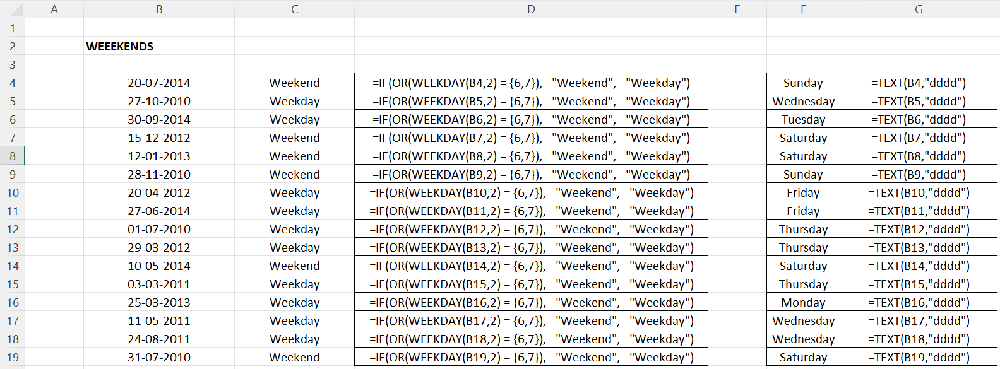 A B C D E F G
1
2 WEEEKENDS
3
4 20-07-2014 Weekend =IF(OR(WEEKDAY(B4,2) = {6,7}), "Weekend", "Weekday") Sunday =TEXT(B4,"dddd")
5 27-10-2010 Weekday =IF(OR(WEEKDAY(B5,2) = {6,7}), "Weekend", "Weekday") Wednesday =TEXT(B5,"dddd")
6 30-09-2014 Weekday =IF(OR(WEEKDAY(B6,2) = {6,7}), "Weekend", "Weekday") Tuesday =TEXT(B6,"dddd")
7 15-12-2012 Weekend =IF(OR(WEEKDAY(B7,2) = {6,7}), "Weekend", "Weekday") Saturday =TEXT(B7,"dddd")
8 12-01-2013 Weekend =IF(OR(WEEKDAY(B8,2) = {6,7}), "Weekend", "Weekday") Saturday =TEXT(B8,"dddd")
9 28-11-2010 Weekend =IF(OR(WEEKDAY(B9,2) = {6,7}), "Weekend", "Weekday") Sunday =TEXT(B9,"dddd")
10 20-04-2012 Weekday =IF(OR(WEEKDAY(B10,2) = {6,7}), "Weekend", "Weekday") Friday =TEXT(B10,"dddd")
11 27-06-2014 Weekday =IF(OR(WEEKDAY(B11,2) = {6,7}), "Weekend", "Weekday") Friday =TEXT(B11,"dddd")
12 01-07-2010 Weekday =IF(OR(WEEKDAY(B12,2) = {6,7}), "Weekend", "Weekday") Thursday =TEXT(B12,"dddd")
13 29-03-2012 Weekday =IF(OR(WEEKDAY(B13,2) = {6,7}), "Weekend", "Weekday") Thursday =TEXT(B13,"dddd")
14 10-05-2014 Weekend =IF(OR(WEEKDAY(B14,2) = {6,7}), "Weekend", "Weekday") Saturday =TEXT(B14,"dddd")
15 03-03-2011 Weekday =IF(OR(WEEKDAY(B15,2) = {6,7}), "Weekend", "Weekday") Thursday =TEXT(B15,"dddd")
16 25-03-2013 Weekday =IF(OR(WEEKDAY(B16,2) = {6,7}), "Weekend", "Weekday") Monday =TEXT(B16,"dddd")
17 11-05-2011 Weekday =IF(OR(WEEKDAY(B17,2) = {6,7}), "Weekend", "Weekday") Wednesday =TEXT(B17,"dddd")
18 24-08-2011 Weekday =IF(OR(WEEKDAY(B18,2) = {6,7}), "Weekend", "Weekday") Wednesday =TEXT(B18,"dddd")
19 31-07-2010 Weekend =IF(OR(WEEKDAY(B19,2) = {6,7}), "Weekend", "Weekday") Saturday =TEXT(B19,"dddd")